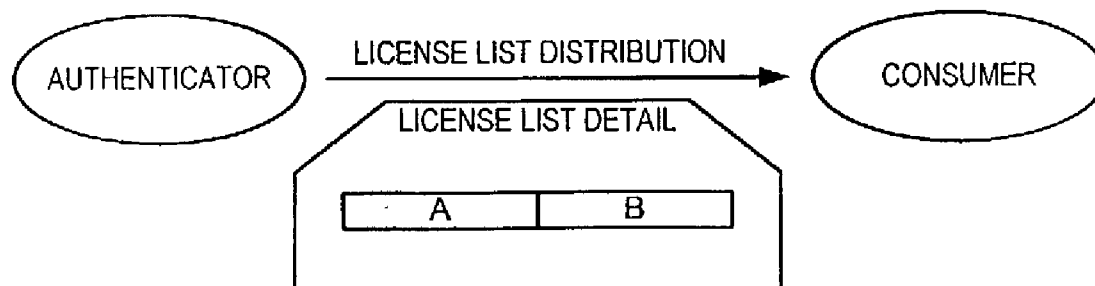 LICENSE LIST DISTRIBUTION
AUTHENTICATOR
CONSUMER
LICENSE LIST DETAIL
A
B